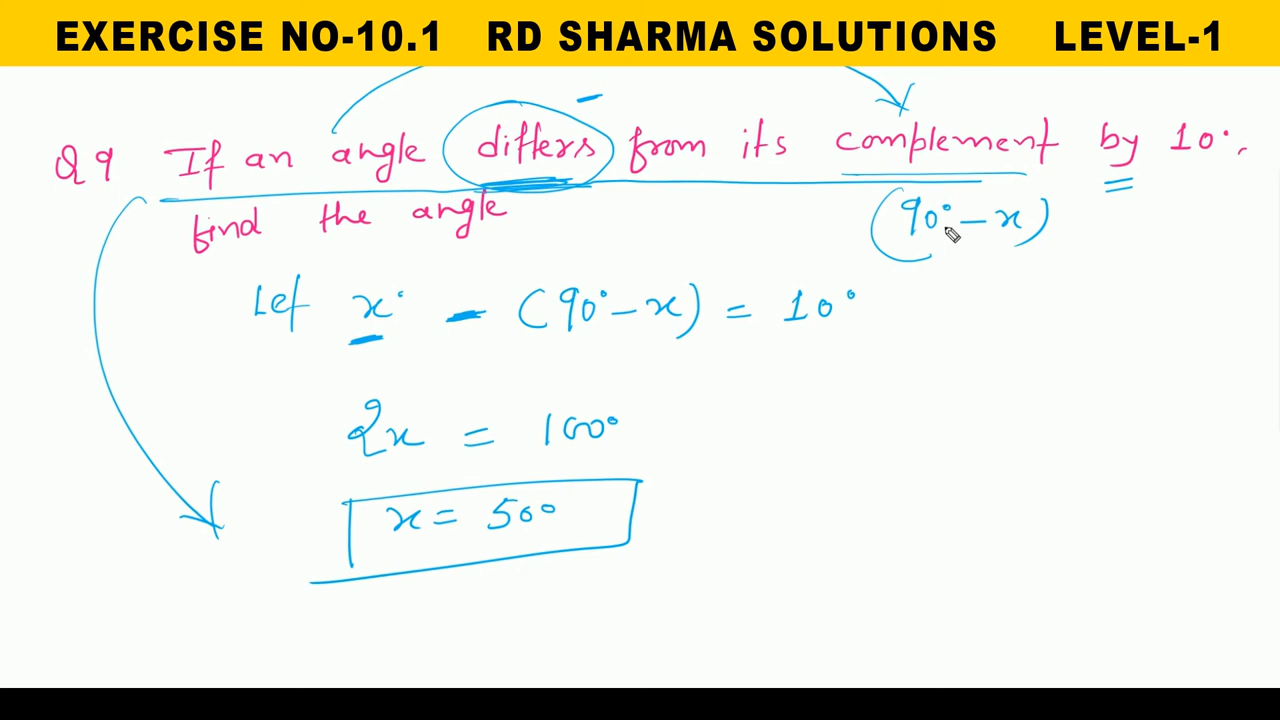 EXERCISE NO-10.1 RD SHARMA SOLUTIONS LEVEL-1
Q9 If an angle differs from its complement by 10°.
find the angle
(90°-x)
Let x° - (90°-x) = 10°
2x = 100°
x = 50°